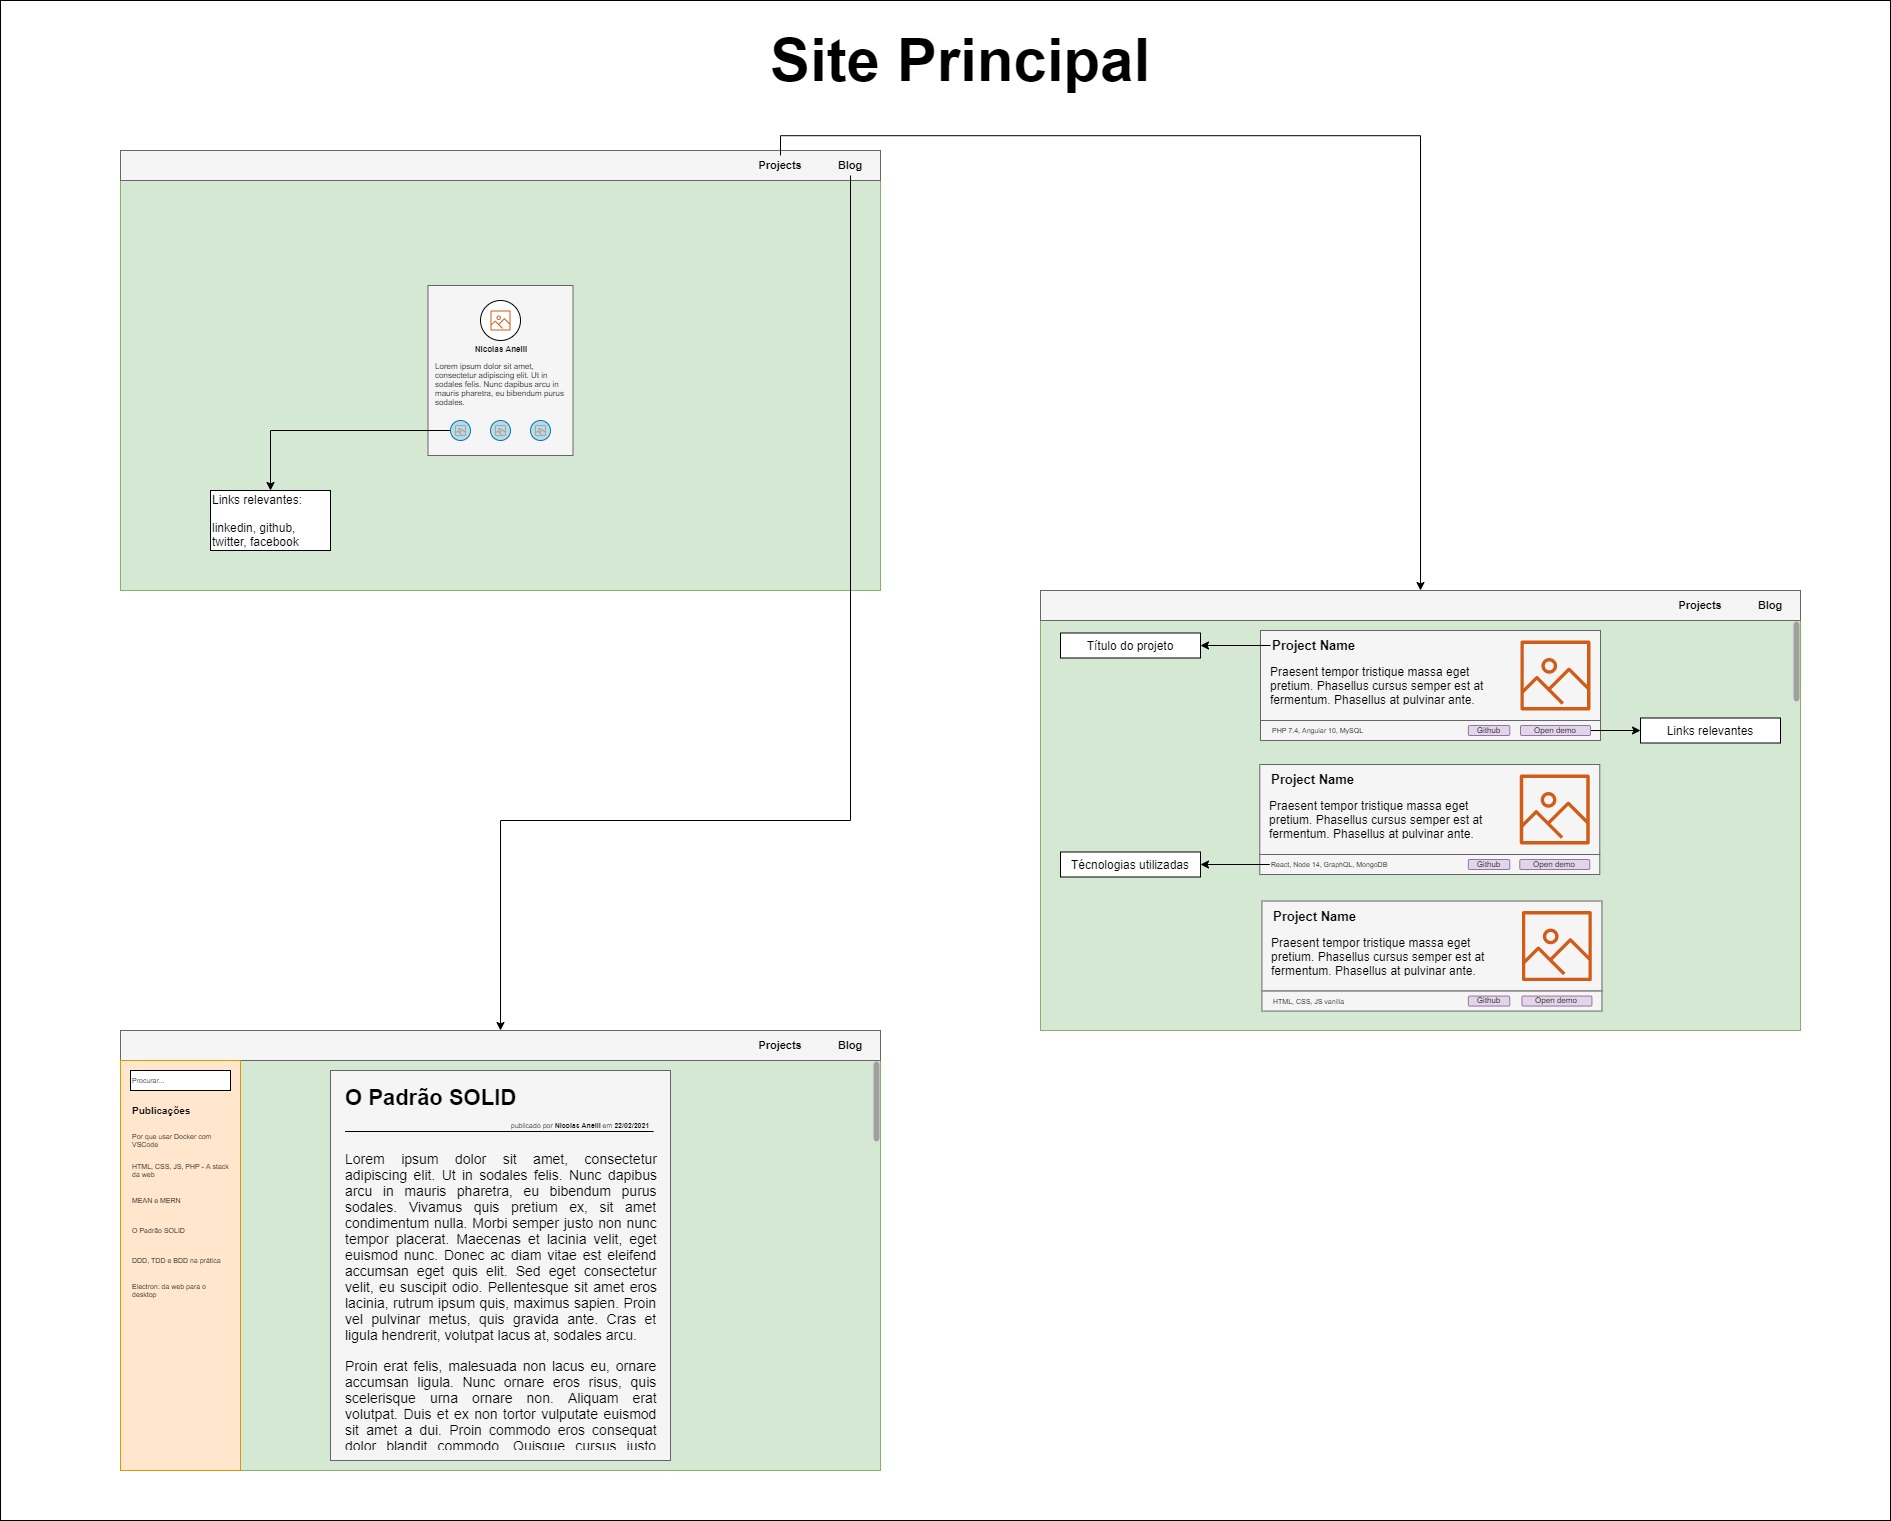 Site Principal
Projects
Blog
Nicolas Anelli
Lorem ipsum dolor sit amet,
consectetur adipiscing elit. Ut in
sodales felis. Nunc dapibus arcu in
mauris pharetra, eu bibendum purus
sodales.
Links relevantes:
linkedin, github,
twitter, facebook
Projects
Blog
Título do projeto
Project Name
Praesent tempor tristique massa eget
pretium. Phasellus cursus semper est at
fermentum. Phasellus at pulvinar ante.
PHP 7.4, Angular 10, MySQL
Github
Open demo
Links relevantes
Project Name
Praesent tempor tristique massa eget
pretium. Phasellus cursus semper est at
fermentum. Phasellus at pulvinar ante.
Técnologias utilizadas
React, Node 14, GraphQL, MongoDB
Github
Open demo
Project Name
Praesent tempor tristique massa eget
pretium. Phasellus cursus semper est at
fermentum. Phasellus at pulvinar ante.
HTML, CSS, JS vanilla
Github
Open demo
Projects
Blog
Procurar...
Publicações
Por que usar Docker com
VSCode
HTML, CSS, JS, PHP - A stack
da web
MEAN e MERN
O Padrão SOLID
DDD, TDD e BDD na prática
Electron: da web para o
desktop
O Padrão SOLID
publicado por Nicolas Anelli em 22/02/2021
Lorem ipsum dolor sit amet, consectetur
adipiscing elit. Ut in sodales felis. Nunc dapibus
arcu in mauris pharetra, eu bibendum purus
sodales. Vivamus quis pretium ex, sit amet
condimentum nulla. Morbi semper justo non nunc
tempor placerat. Maecenas et lacinia velit, eget
euismod nunc. Donec ac diam vitae est eleifend
accumsan eget quis elit. Sed eget consectetur
velit, eu suscipit odio. Pellentesque sit amet eros
lacinia, rutrum ipsum quis, maximus sapien. Proin
vel pulvinar metus, quis gravida ante. Cras et
ligula hendrerit, volutpat lacus at, sodales arcu.
Proin erat felis, malesuada non lacus eu, ornare
accumsan ligula. Nunc ornare eros risus, quis
scelerisque urna ornare non. Aliquam erat
volutpat. Duis et ex non tortor vulputate euismod
sit amet a dui. Proin commodo eros consequat
dolor blandit commodo. Quisque cursus justo